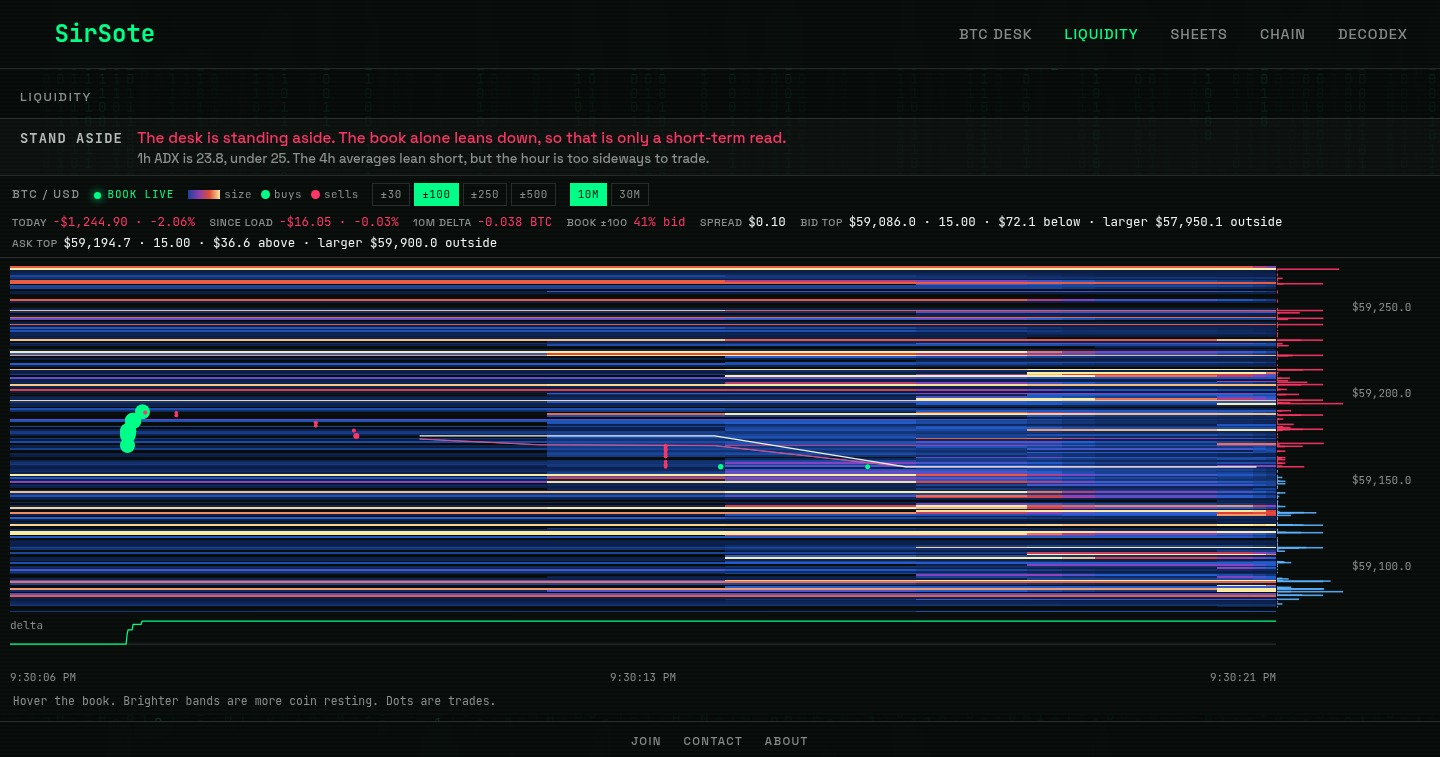 SirSote
BTC DESK LIQUIDITY SHEETS CHAIN DECODEX
LIQUIDITY
STAND ASIDE The desk is standing aside. The book alone leans down, so that is only a short-term read.
1h ADX is 23.8, under 25. The 4h averages lean short, but the hour is too sideways to trade.
BTC / USD BOOK LIVE size buys sells ±30 ±100 ±250 ±500 10M 30M
TODAY -$1,244.90 · -2.06% SINCE LOAD -$16.05 · -0.03% 10M DELTA -0.038 BTC BOOK ±100 41% bid SPREAD $0.10 BID TOP $59,086.0 · 15.00 · $72.1 below · larger $57,950.1 outside
ASK TOP $59,194.7 · 15.00 · $36.6 above · larger $59,900.0 outside
$59,250.0
$59,200.0
$59,150.0
$59,100.0
delta
9:30:06 PM 9:30:13 PM 9:30:21 PM
Hover the book. Brighter bands are more coin resting. Dots are trades.
JOIN CONTACT ABOUT